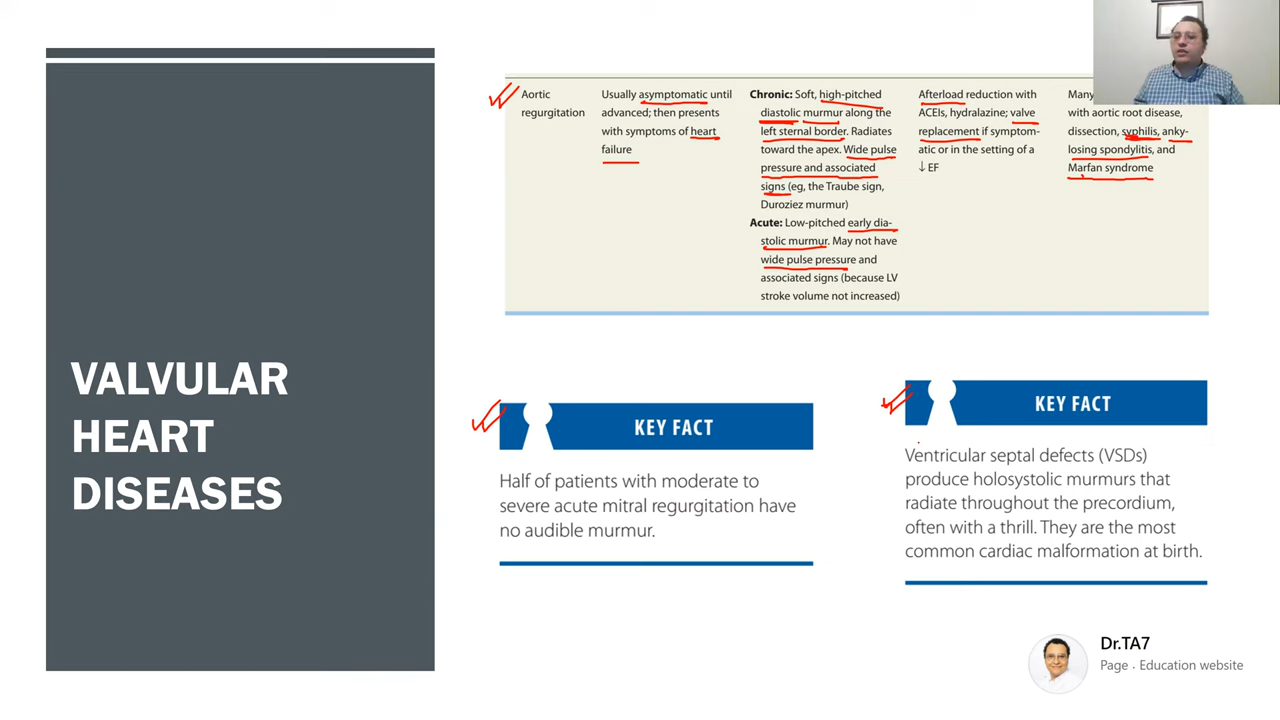 VALVULAR
HEART
DISEASES
Aortic
regurgitation
Usually asymptomatic until
advanced; then presents
with symptoms of heart
failure
Chronic: Soft, high-pitched
diastolic murmur along the
left sternal border. Radiates
toward the apex. Wide pulse
pressure and associated
signs (eg, the Traube sign,
Duroziez murmur)
Acute: Low-pitched early dia-
stolic murmur. May not have
wide pulse pressure and
associated signs (because LV
stroke volume not increased)
Afterload reduction with
ACEIs, hydralazine; valve
replacement if symptom-
atic or in the setting of a
↓ EF
Many
with aortic root disease,
dissection, syphilis, anky-
losing spondylitis, and
Marfan syndrome
KEY FACT
Half of patients with moderate to
severe acute mitral regurgitation have
no audible murmur.
KEY FACT
Ventricular septal defects (VSDs)
produce holosystolic murmurs that
radiate throughout the precordium,
often with a thrill. They are the most
common cardiac malformation at birth.
Dr.TA7
Page · Education website